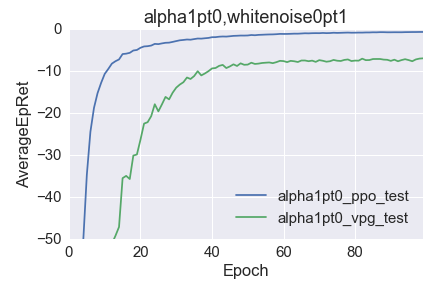 alpha1pt0,whitenoise0pt1
AverageEpRet
0
−10
−20
−30
−40
−50
0
20
40
60
80
Epoch
alpha1pt0_ppo_test
alpha1pt0_vpg_test